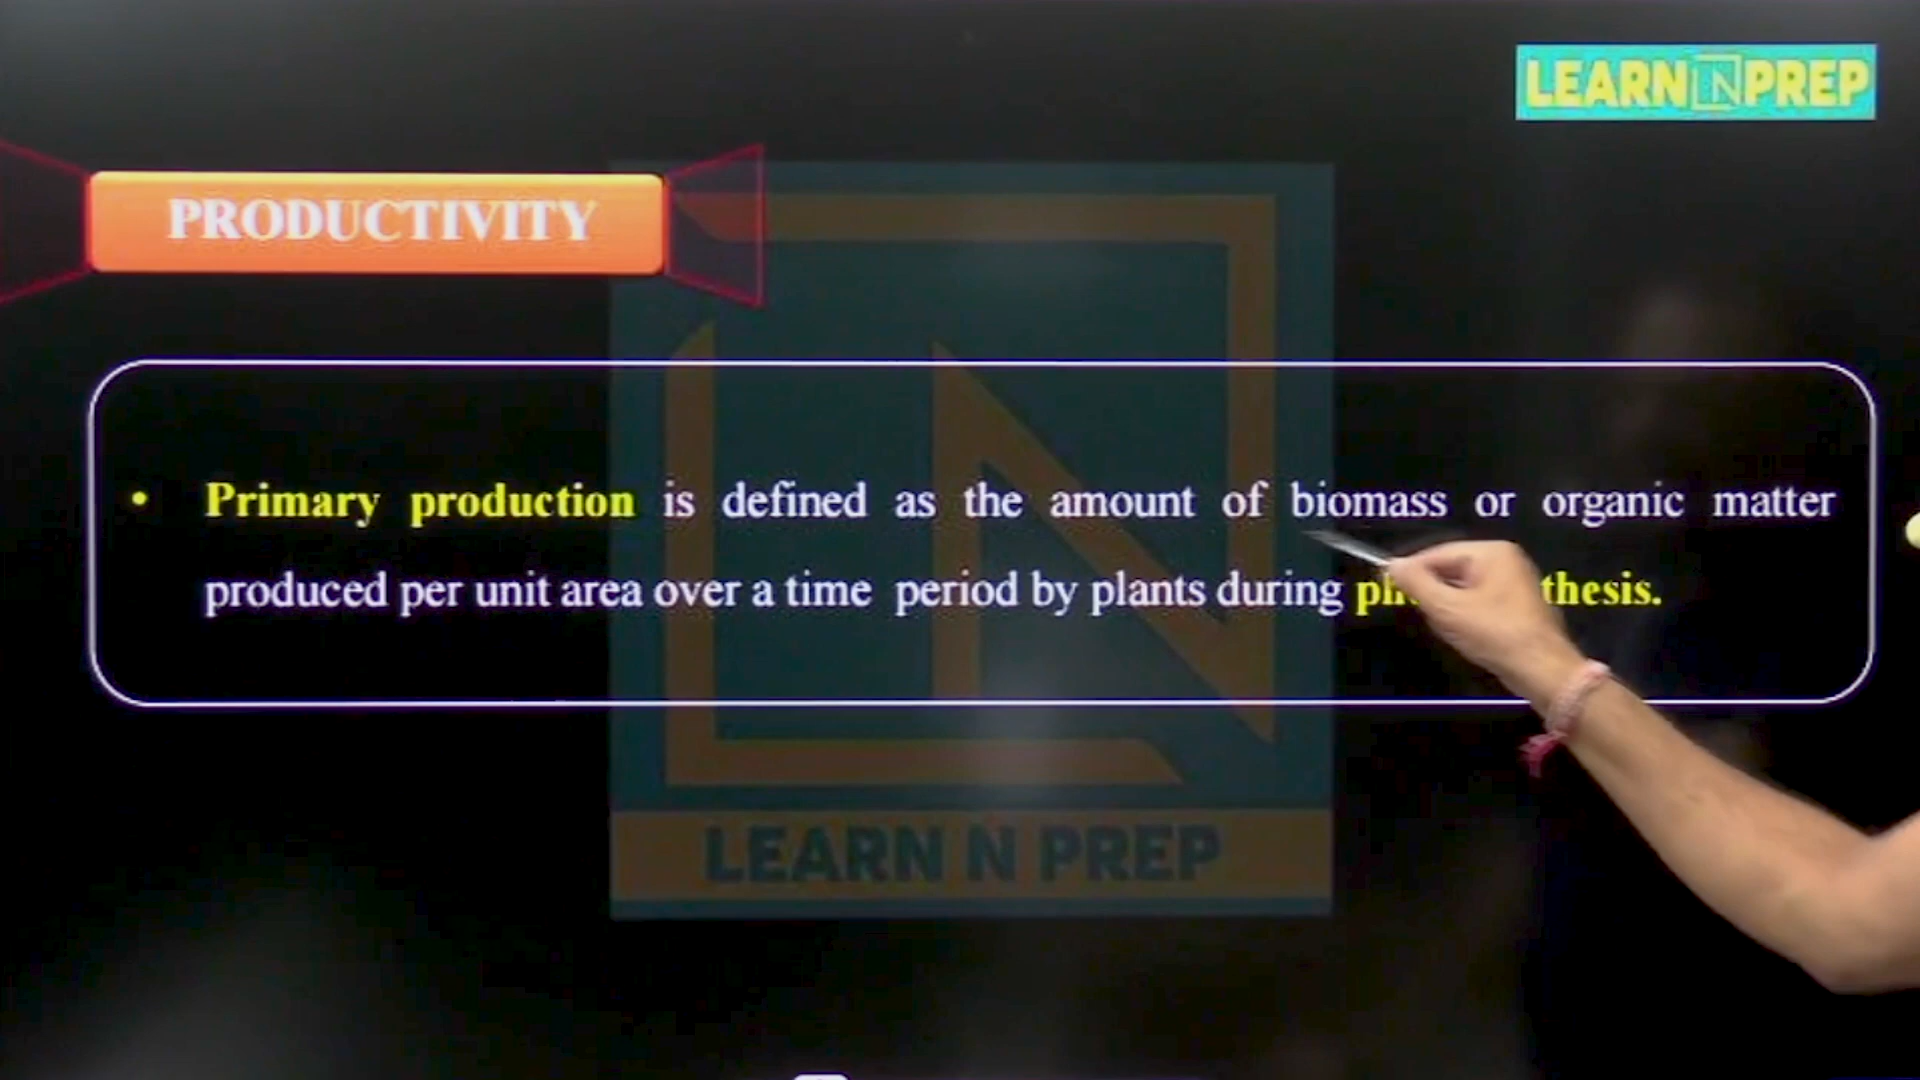 LEARN LN PREP
PRODUCTIVITY
• Primary production is defined as the amount of biomass or organic matter
produced per unit area over a time period by plants during thesis.
LEARN N PREP